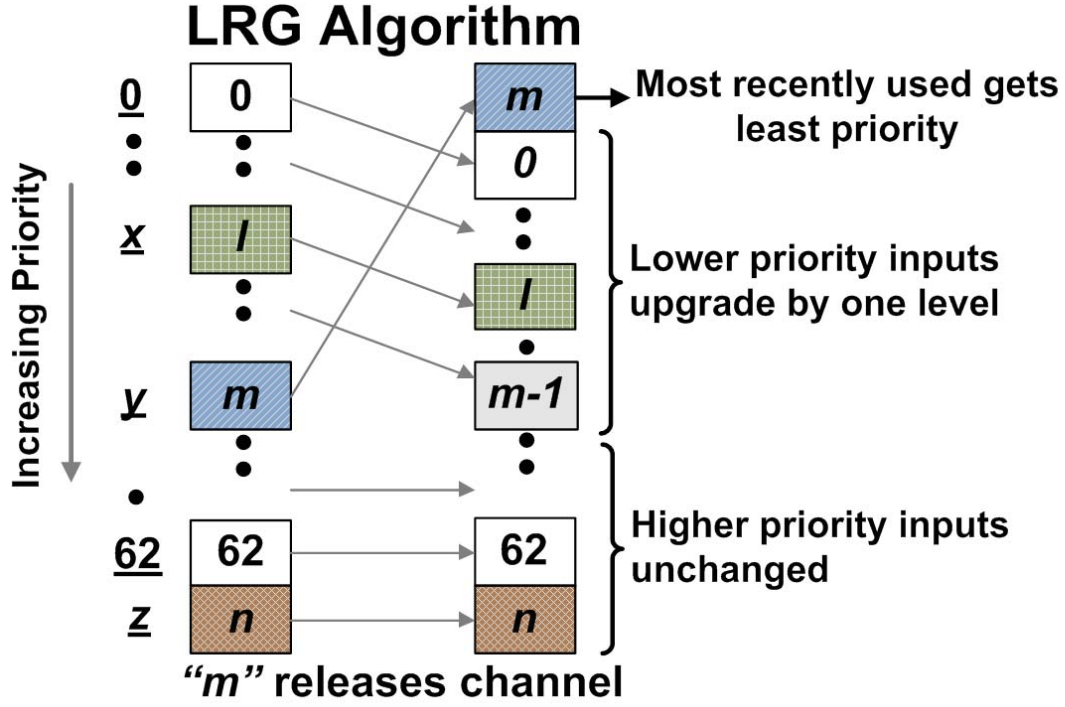 LRG Algorithm
0
0
m
Most recently used gets
least priority
0
Increasing Priority
x
l
Lower priority inputs
upgrade by one level
l
y
m
m-1
62
62
62
Higher priority inputs
unchanged
z
n
n
“m” releases channel